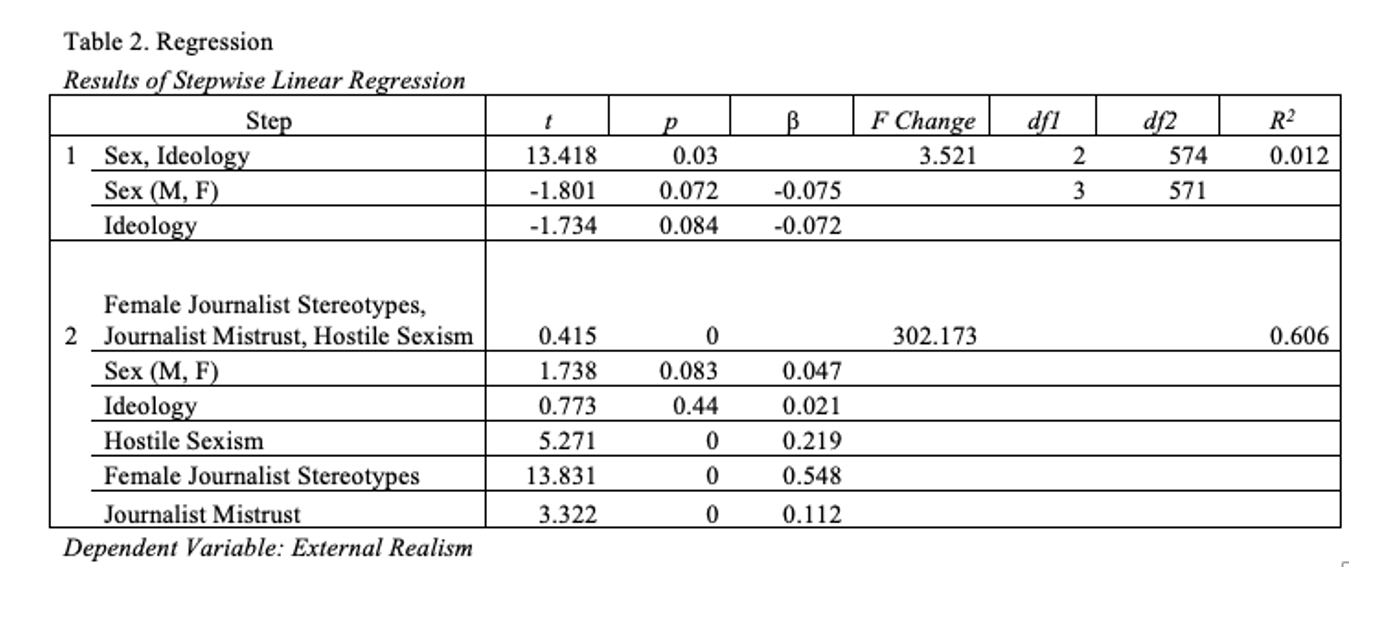 Table 2. Regression
Results of Stepwise Linear Regression
Step t p β F Change df1 df2 R²
1 Sex, Ideology 13.418 0.03 3.521 2 574 0.012
Sex (M, F) -1.801 0.072 -0.075 3 571
Ideology -1.734 0.084 -0.072
Female Journalist Stereotypes,
2 Journalist Mistrust, Hostile Sexism 0.415 0 302.173 0.606
Sex (M, F) 1.738 0.083 0.047
Ideology 0.773 0.44 0.021
Hostile Sexism 5.271 0 0.219
Female Journalist Stereotypes 13.831 0 0.548
Journalist Mistrust 3.322 0 0.112
Dependent Variable: External Realism